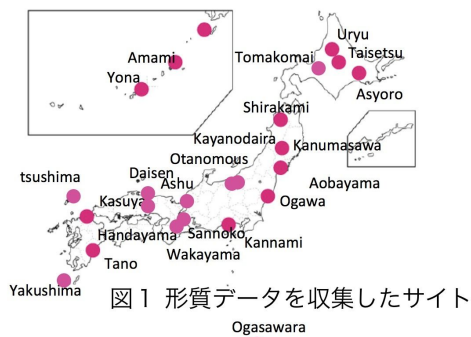 Uryu
Amami
Tomakomai
Taisetsu
Yona
Asyoro
Shirakami
Kayanodaira
Kanumasawa
Otanomous
tsushima
Daisen
Ashu
Aobayama
Kasuya
Ogawa
Handayama
Sannoko
Kannami
Wakayama
Tano
Yakushima
図1 形質データを収集したサイト
Ogasawara